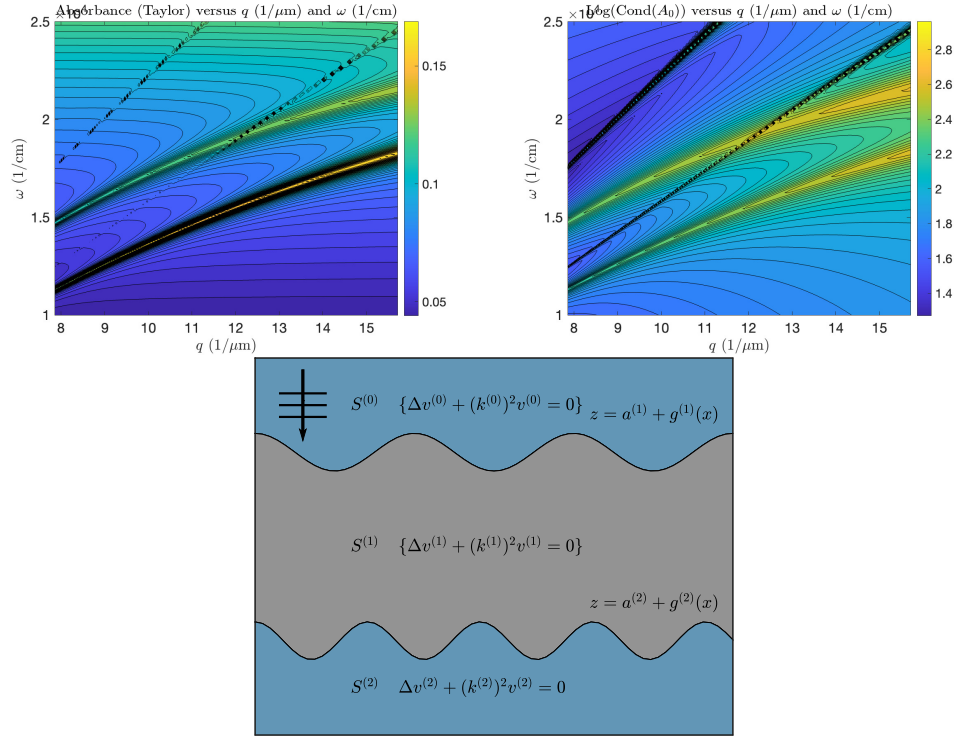 Absorbance (Taylor) versus q (1/μm) and ω (1/cm)
2.5
2
1.5
1
ω (1/cm)
8 9 10 11 12 13 14 15
q (1/μm)
0.15
0.1
0.05
Log(Cond(A₀)) versus q (1/μm) and ω (1/cm)
2.5
2
1.5
1
ω (1/cm)
8 9 10 11 12 13 14 15
q (1/μm)
2.8
2.6
2.4
2.2
2
1.8
1.6
1.4
S⁽⁰⁾ {Δv⁽⁰⁾ + (k⁽⁰⁾)²v⁽⁰⁾ = 0}
z = a⁽¹⁾ + g⁽¹⁾(x)
S⁽¹⁾ {Δv⁽¹⁾ + (k⁽¹⁾)²v⁽¹⁾ = 0}
z = a⁽²⁾ + g⁽²⁾(x)
S⁽²⁾ Δv⁽²⁾ + (k⁽²⁾)²v⁽²⁾ = 0